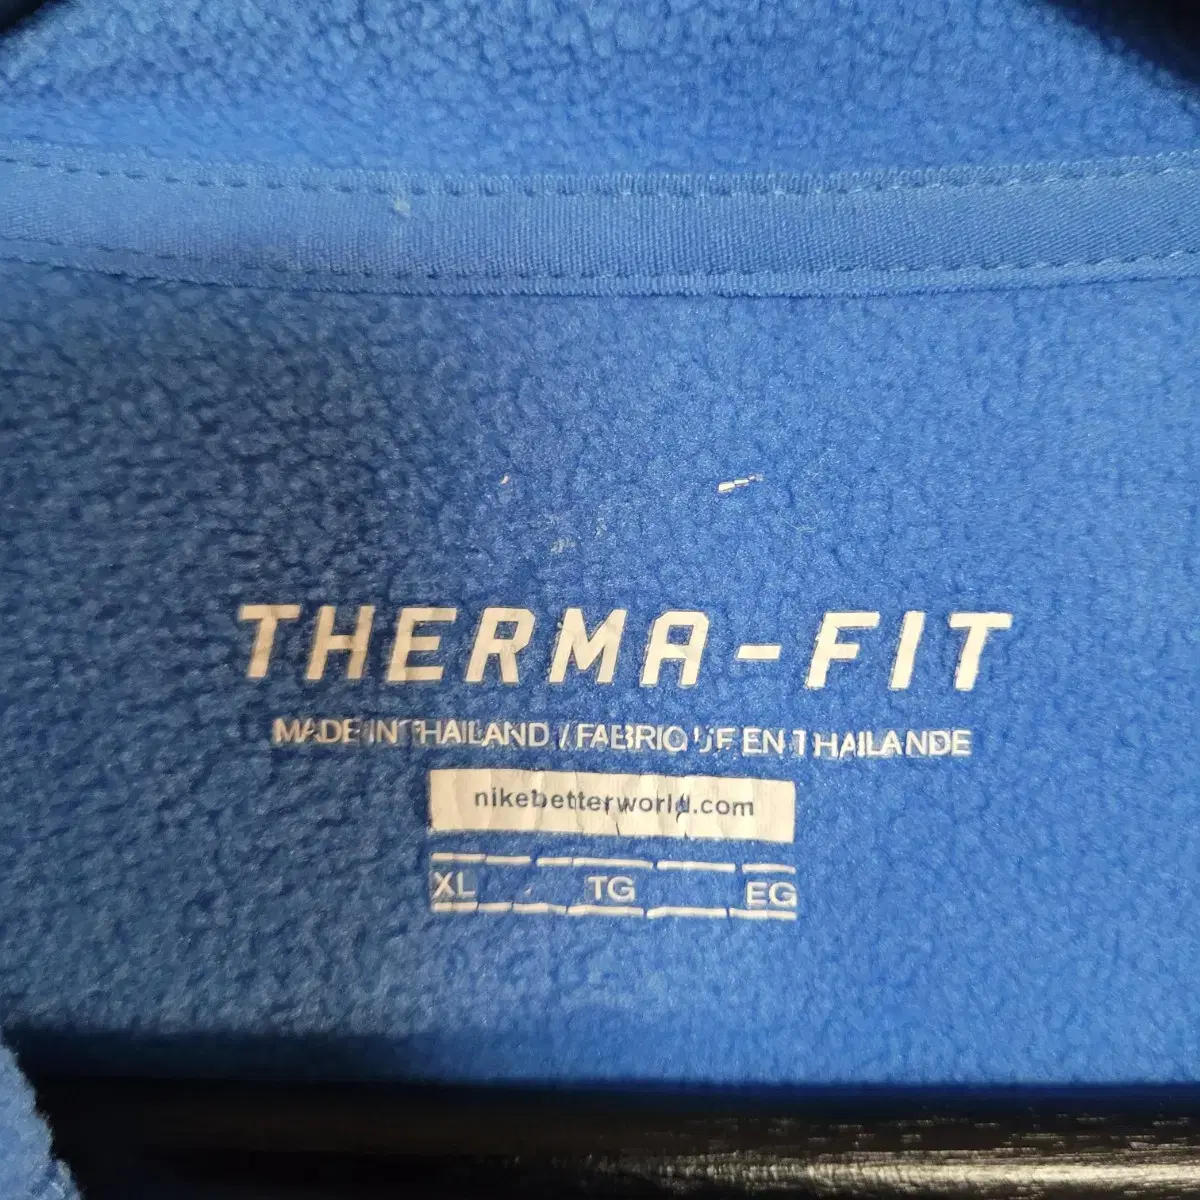 THERMA-FIT
MADE IN THAILAND / FABRIQUE EN THAILANDE
nikebetterworld.com
XL TG EG